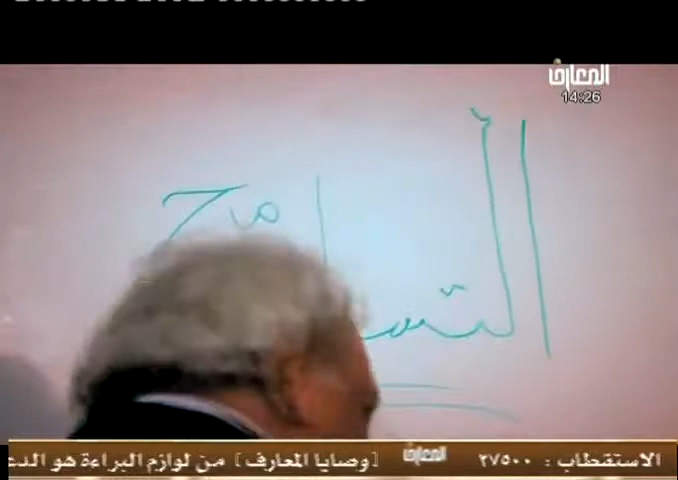 المعارف
14:26
التسامح
الاستقطاب : ٢٧٥٠٠ المعارف [وصايا المعارف] من لوازم البراءة هو